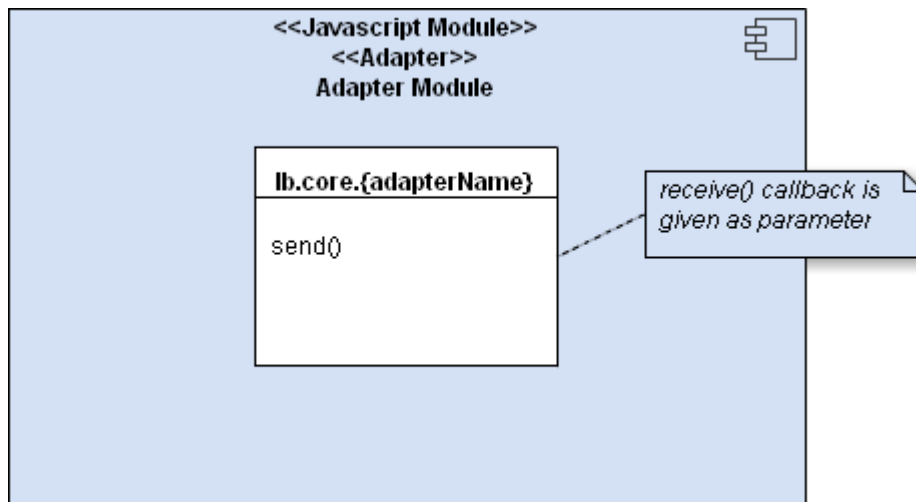 <<Javascript Module>>
<<Adapter>>
Adapter Module
lb.core.{adapterName}
send()
receive() callback is
given as parameter